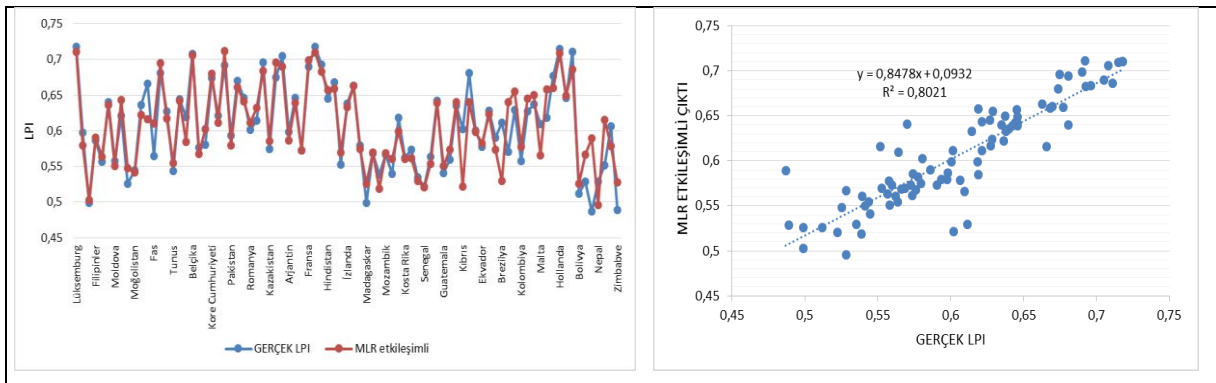 0,75
0,7
0,65
0,6
0,55
0,5
0,45
LPI
Lüksemburg
Filipinler
Moldova
Moğolistan
Fas
Tunus
Belçika
Kore Cumhuriyeti
Pakistan
Romanya
Kazakistan
Arjantin
Fransa
Hindistan
İzlanda
Madagaskar
Mozambik
Kosta Rika
Senegal
Guatemala
Kıbrıs
Ekvador
Brezilya
Kolombiya
Malta
Hollanda
Bolivya
Nepal
Zimbabve
GERÇEK LPI
MLR etkileşimli
0,75
0,7
0,65
0,6
0,55
0,5
0,45
MLR ETKİLEŞİMLİ ÇIKTI
y = 0,8478x + 0,0932
R² = 0,8021
0,45
0,5
0,55
0,6
0,65
0,7
0,75
GERÇEK LPI